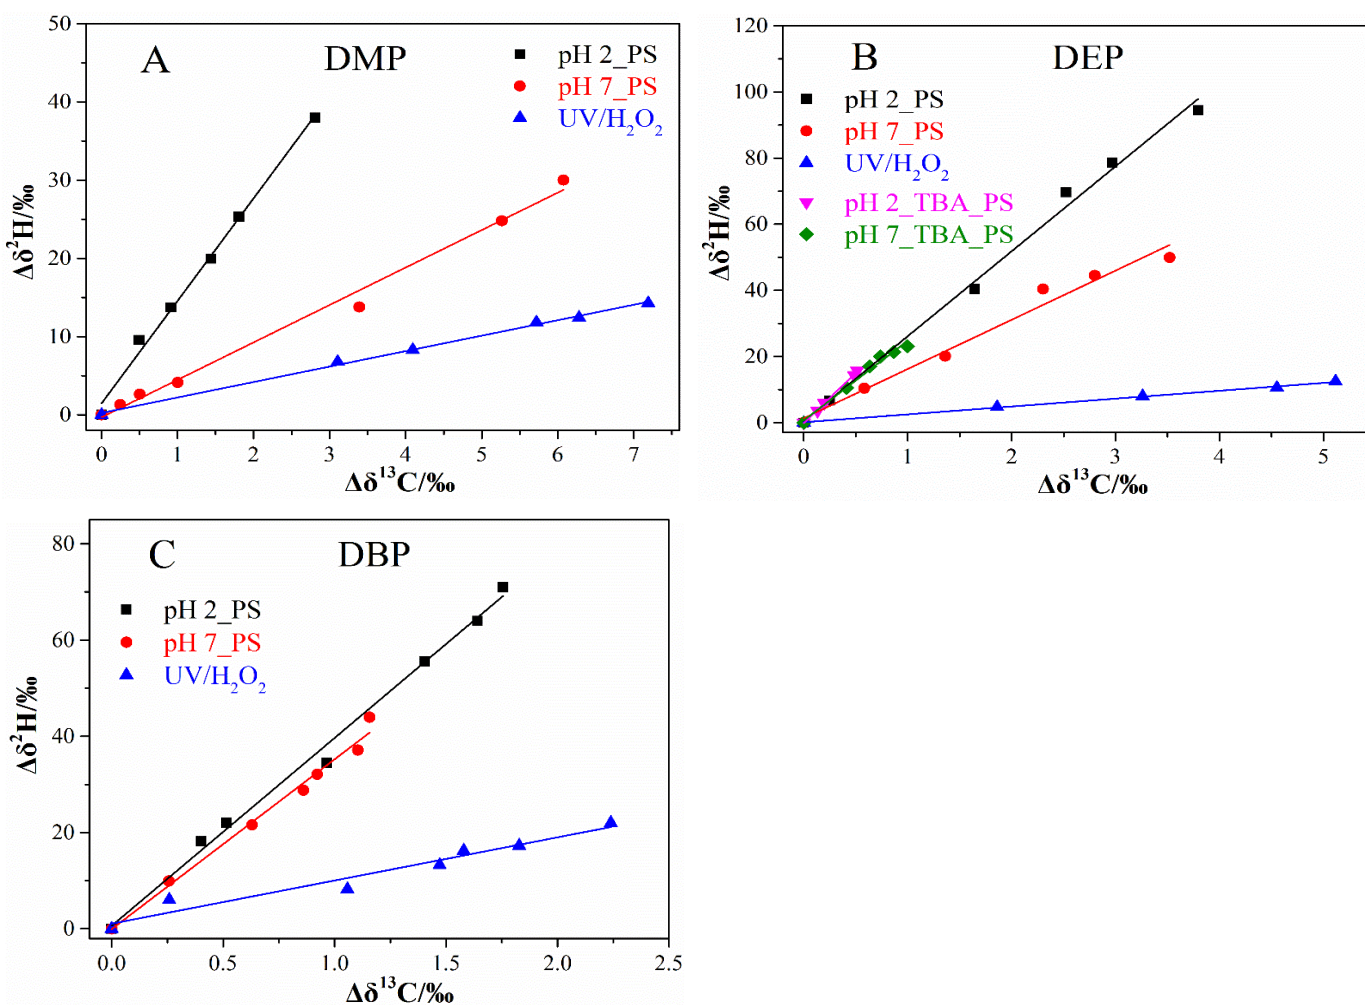 A
DMP
pH 2_PS
pH 7_PS
UV/H₂O₂
50
40
30
20
10
0
Δδ²H/‰
0 1 2 3 4 5 6 7
Δδ¹³C/‰
B
DEP
pH 2_PS
pH 7_PS
UV/H₂O₂
pH 2_TBA_PS
pH 7_TBA_PS
120
100
80
60
40
20
0
Δδ²H/‰
0 1 2 3 4 5
Δδ¹³C/‰
C
DBP
pH 2_PS
pH 7_PS
UV/H₂O₂
80
60
40
20
0
Δδ²H/‰
0.0 0.5 1.0 1.5 2.0 2.5
Δδ¹³C/‰